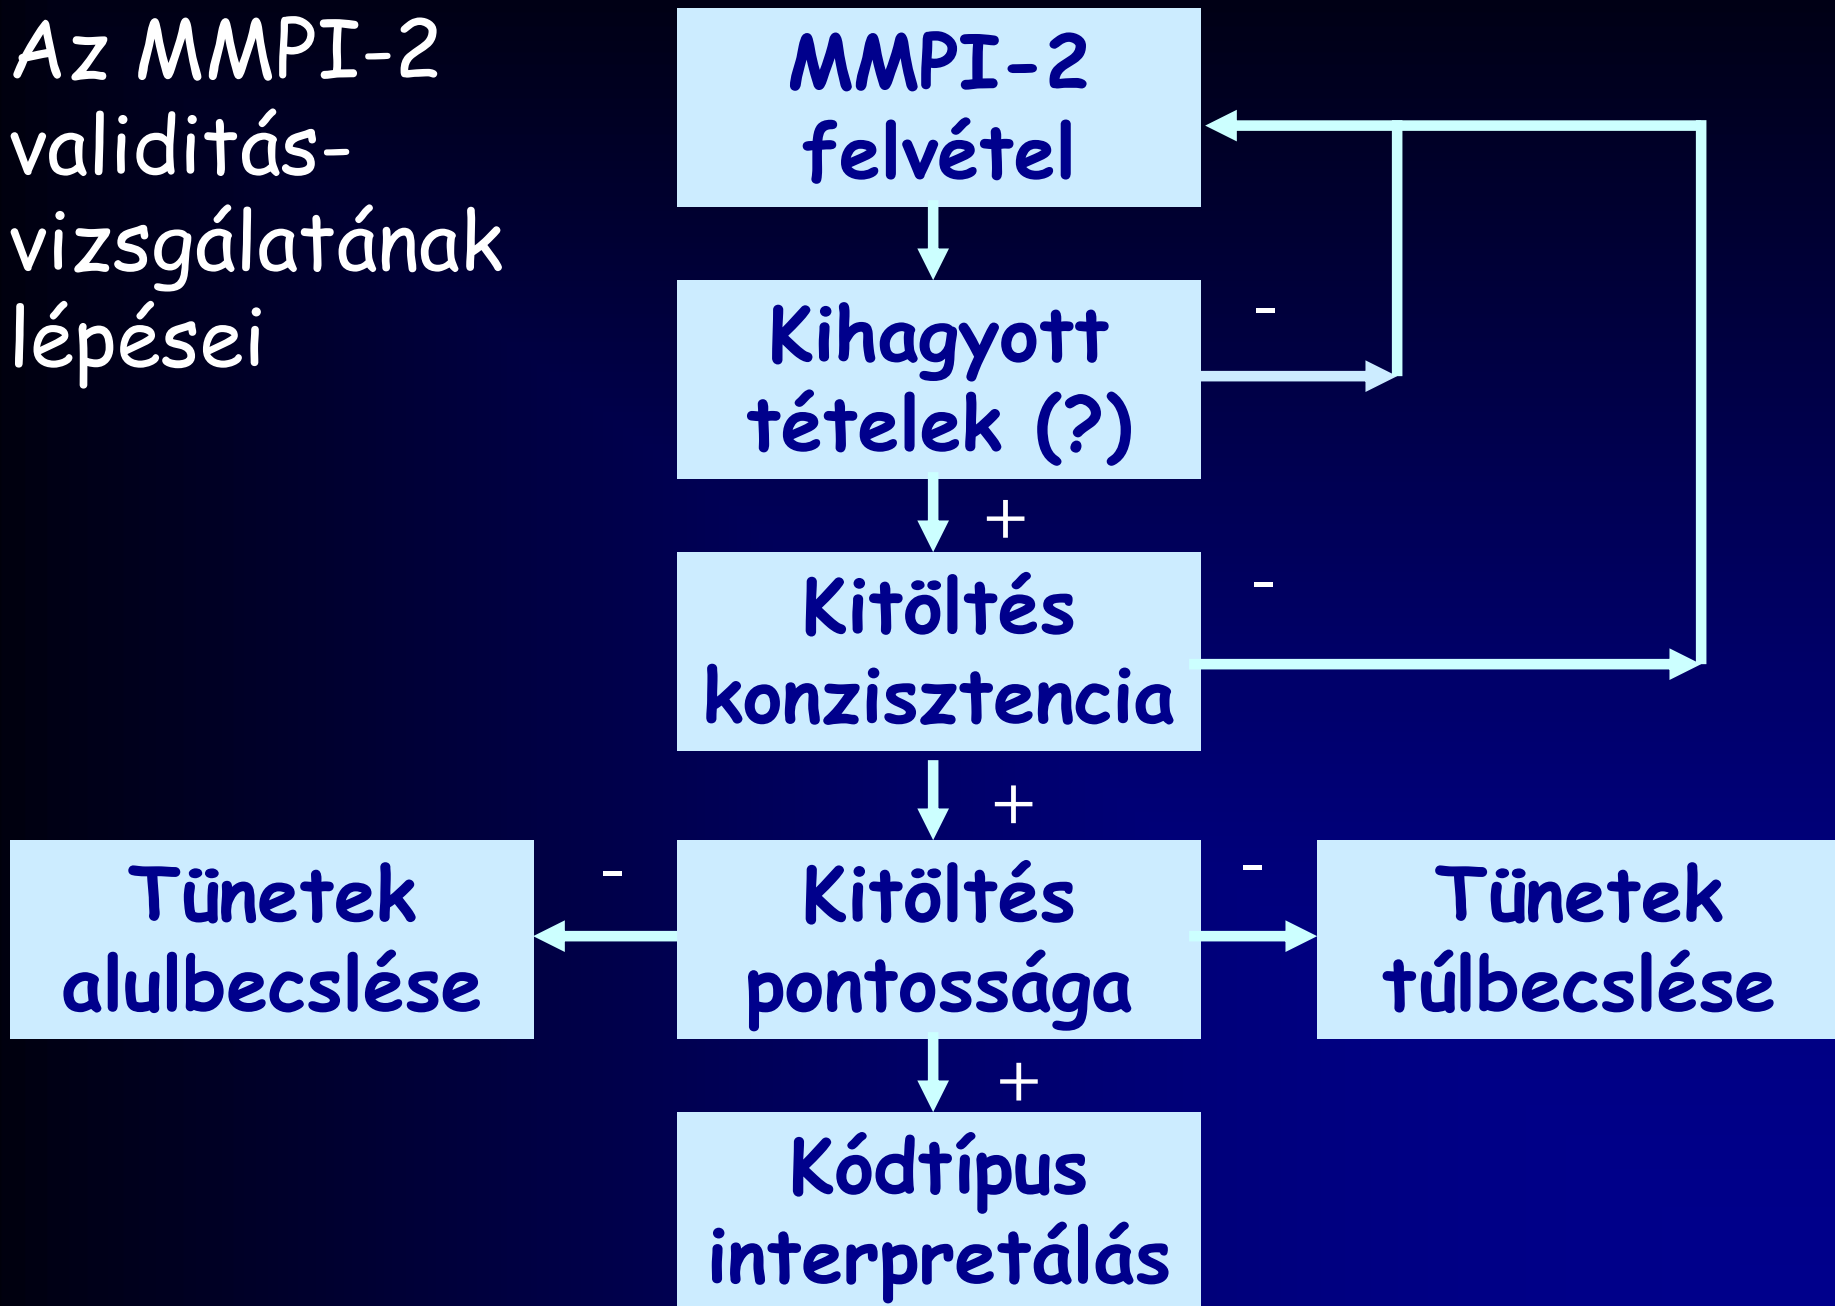 Az MMPI-2
validitás-
vizsgálatának
lépései
MMPI-2
felvétel
Kihagyott
tételek (?)
-
+
Kitöltés
konzisztencia
-
+
Tünetek
alulbecslése
-
Kitöltés
pontossága
-
Tünetek
túlbecslése
+
Kódtípus
interpretálás